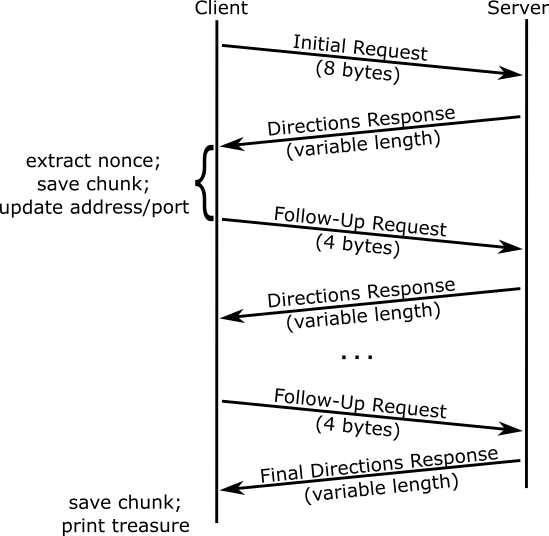 Client
Server
Initial Request
(8 bytes)
Directions Response
(variable length)
extract nonce;
save chunk;
update address/port
Follow-Up Request
(4 bytes)
Directions Response
(variable length)
...
Follow-Up Request
(4 bytes)
Final Directions Response
(variable length)
save chunk;
print treasure